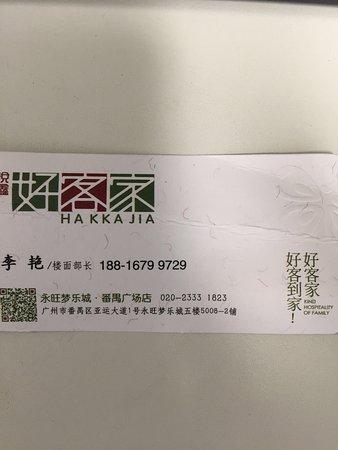 悦鑫
好客家
HAKKAJIA
李 艳/楼面部长 188-1679 9729
永旺梦乐城·番禺广场店 020-2333 1823
广州市番禺区亚运大道1号永旺梦乐城五楼5008-2铺
好客家
好客到家!
KIND
HOSPITALITY
OF FAMILY